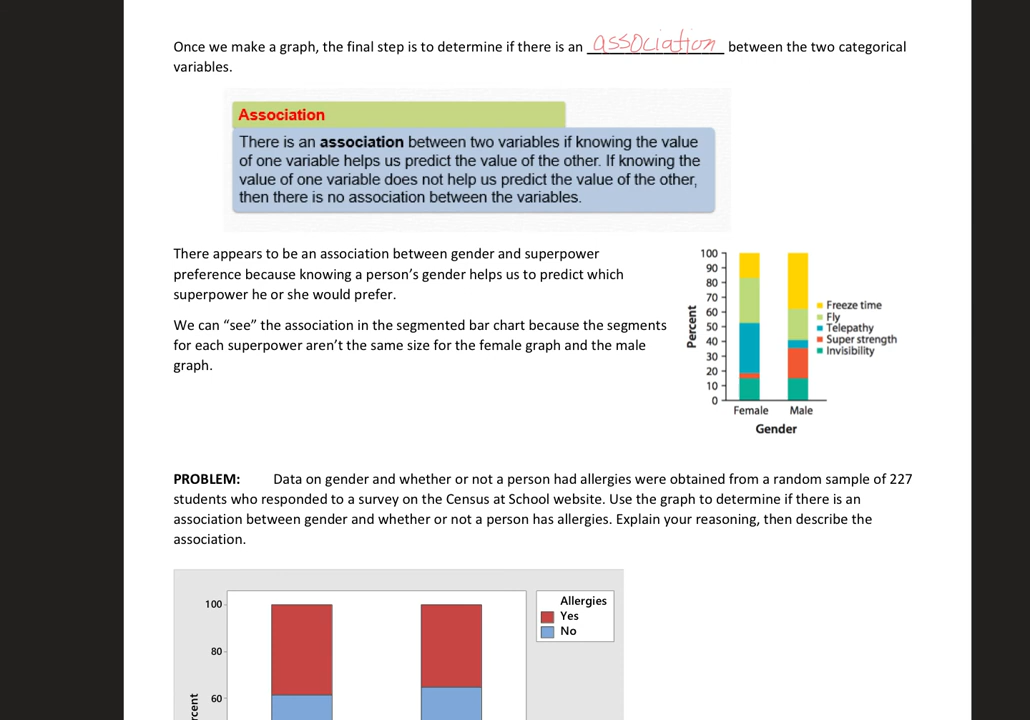 Once we make a graph, the final step is to determine if there is an association between the two categorical
variables.
Association
There is an association between two variables if knowing the value
of one variable helps us predict the value of the other. If knowing the
value of one variable does not help us predict the value of the other,
then there is no association between the variables.
There appears to be an association between gender and superpower
preference because knowing a person’s gender helps us to predict which
superpower he or she would prefer.
We can “see” the association in the segmented bar chart because the segments
for each superpower aren’t the same size for the female graph and the male
graph.
100
90
80
70
60
50
40
30
20
10
0
Percent
Female Male
Gender
Freeze time
Fly
Telepathy
Super strength
Invisibility
PROBLEM: Data on gender and whether or not a person had allergies were obtained from a random sample of 227
students who responded to a survey on the Census at School website. Use the graph to determine if there is an
association between gender and whether or not a person has allergies. Explain your reasoning, then describe the
association.
100
80
60
rcent
Allergies
Yes
No